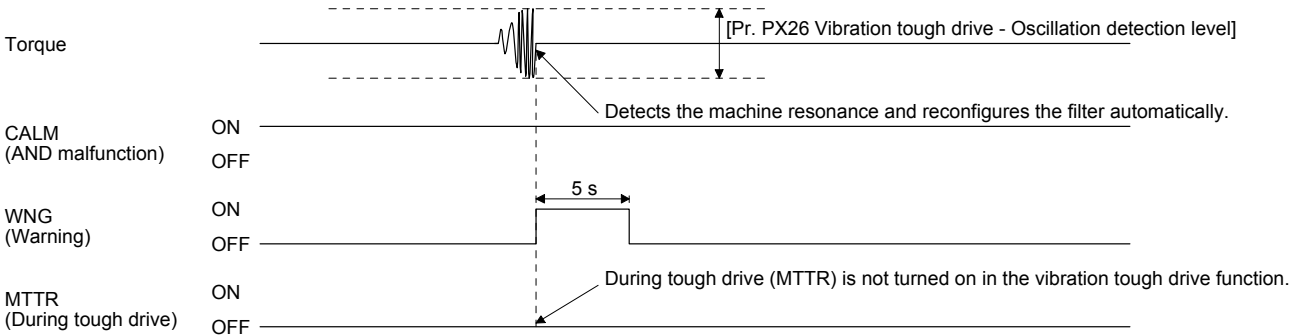 [Pr. PX26 Vibration tough drive - Oscillation detection level]
Torque
Detects the machine resonance and reconfigures the filter automatically.
CALM
(AND malfunction)
ON
OFF
5 s
WNG
(Warning)
ON
OFF
During tough drive (MTTR) is not turned on in the vibration tough drive function.
MTTR
(During tough drive)
ON
OFF